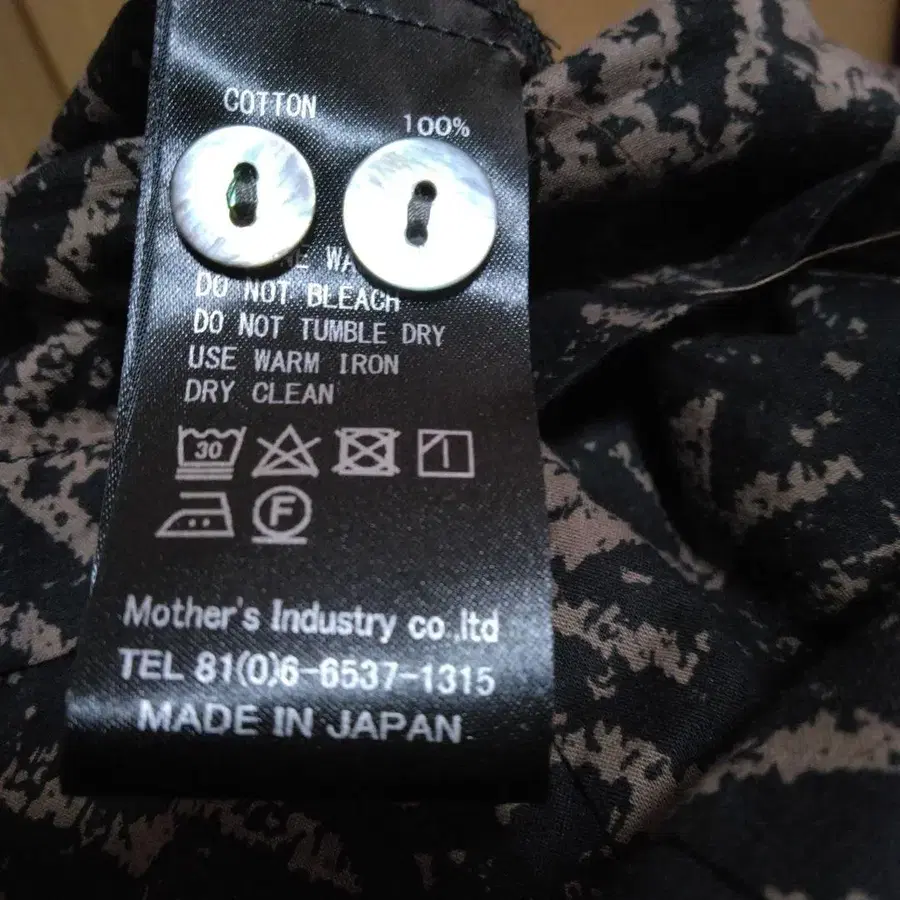 COTTON 100%
DO NOT BLEACH
DO NOT TUMBLE DRY
USE WARM IRON
DRY CLEAN
30
F
Mother's Industry co.,ltd
TEL 81(0)6-6537-1315
MADE IN JAPAN